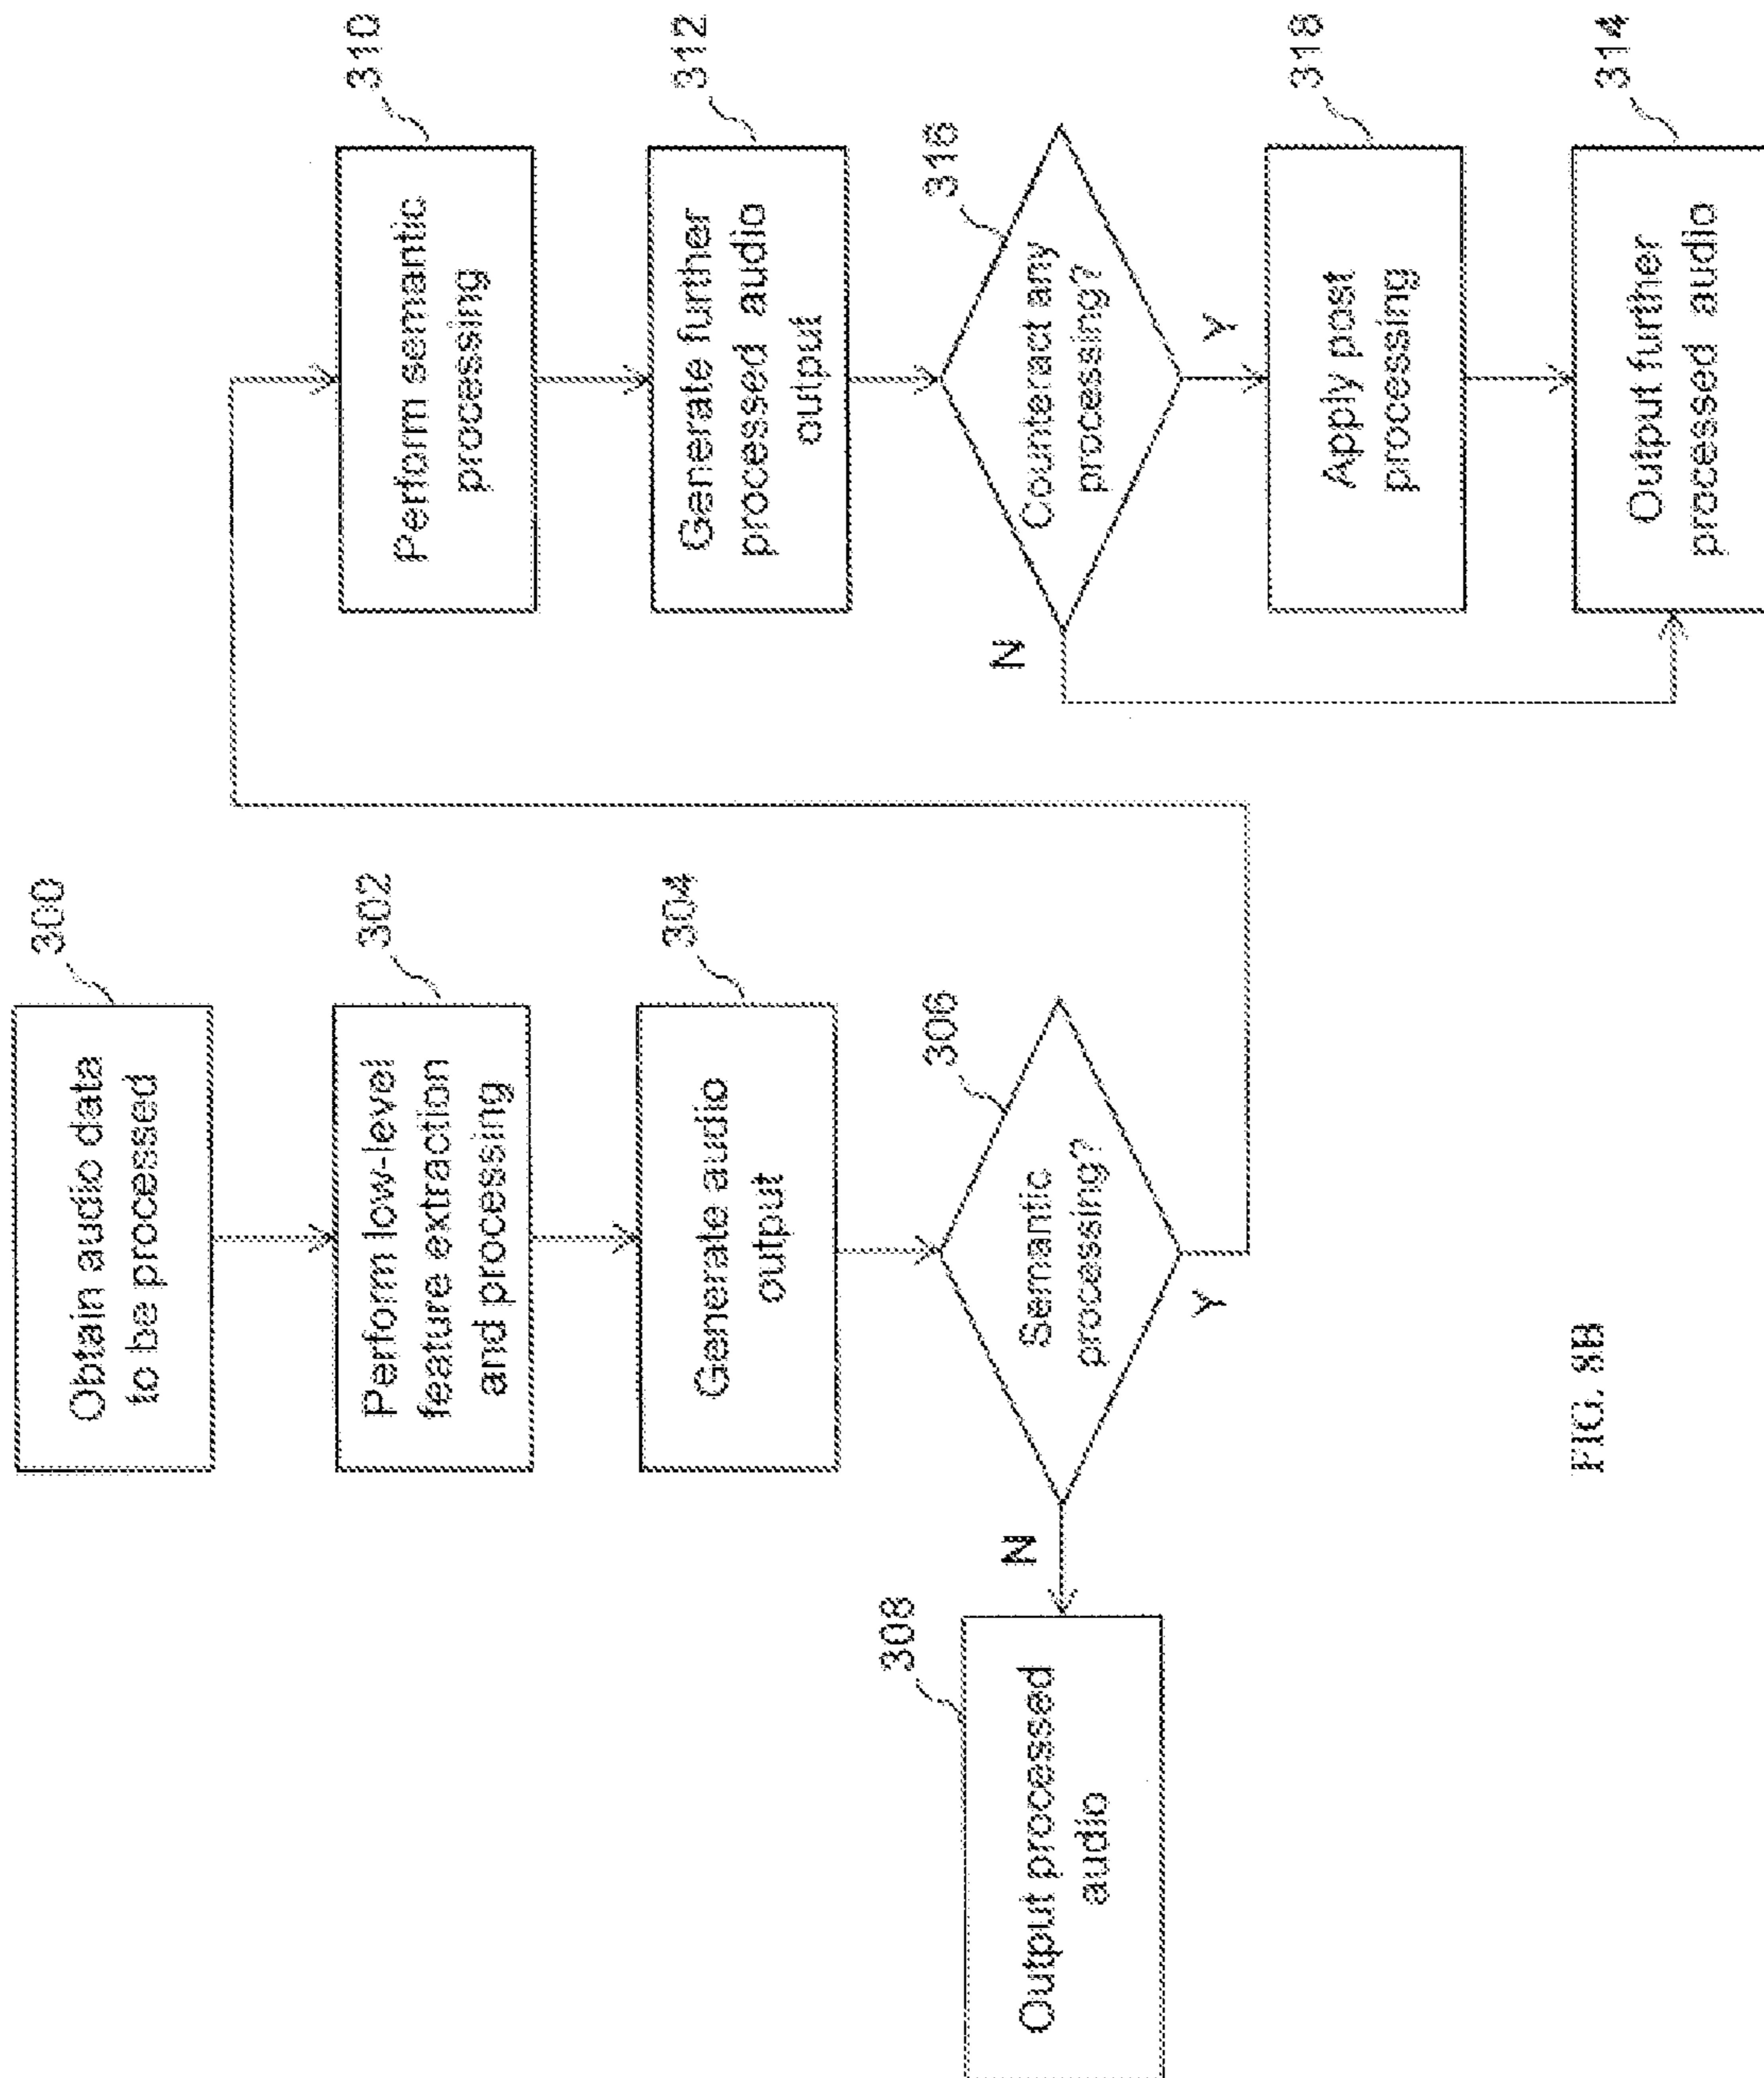 300
Obtain audio data
to be processed
302
Perform low-level
feature extraction
and processing
304
Generate audio
output
306
Semantic
processing?
N
Y
308
Output processed
audio
310
Perform semantic
processing
312
Generate further
processed audio
output
316
Counteract any
processing?
N
Y
318
Apply post
processing
314
Output further
processed audio
FIG. 8B